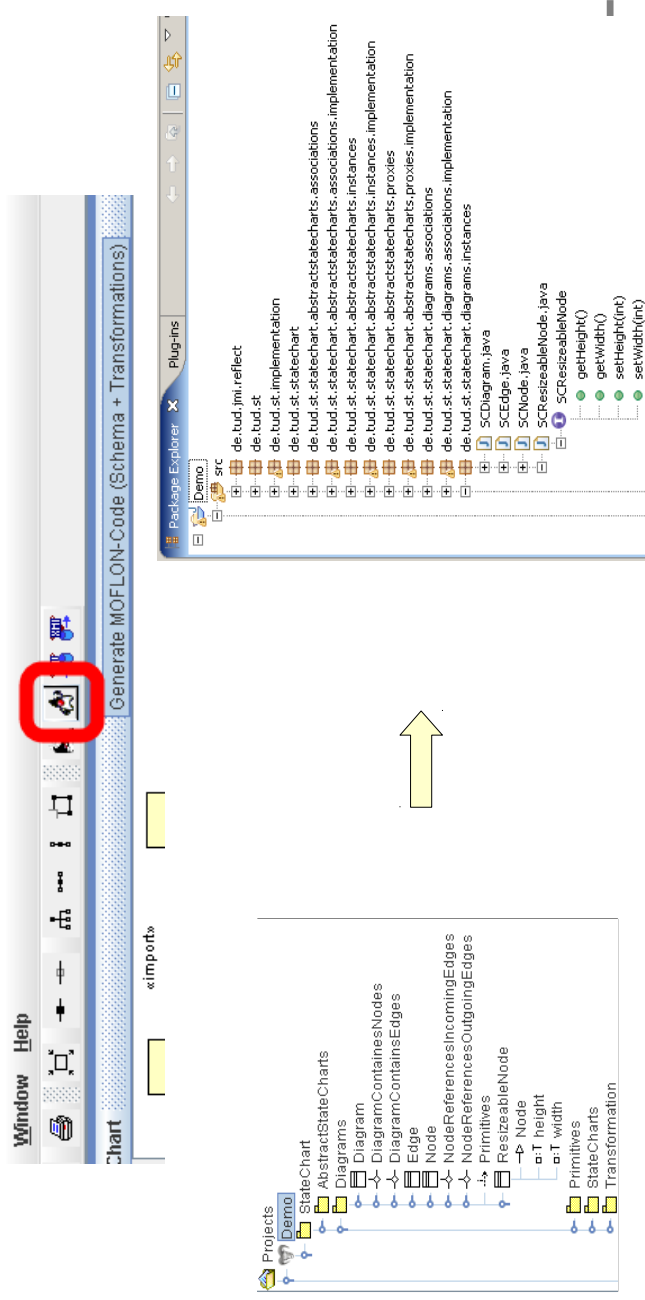 Window Help
Chart
Generate MOFLON-Code (Schema + Transformations)
«import»
Projects
Demo
StateChart
AbstractStateCharts
Diagrams
Diagram
DiagramContainesNodes
DiagramContainsEdges
Edge
Node
NodeReferencesIncomingEdges
NodeReferencesOutgoingEdges
Primitives
ResizeableNode
Node
:T height
:T width
Primitives
StateCharts
Transformation
Package Explorer Plug-ins
Demo
src
de.tud.jmi.reflect
de.tud.st
de.tud.st.implementation
de.tud.st.statechart
de.tud.st.statechart.abstractstatecharts.associations
de.tud.st.statechart.abstractstatecharts.associations.implementation
de.tud.st.statechart.abstractstatecharts.instances
de.tud.st.statechart.abstractstatecharts.instances.implementation
de.tud.st.statechart.abstractstatecharts.proxies
de.tud.st.statechart.abstractstatecharts.proxies.implementation
de.tud.st.statechart.diagrams.associations
de.tud.st.statechart.diagrams.associations.implementation
de.tud.st.statechart.diagrams.instances
SCDiagram.java
SCEdge.java
SCNode.java
SCResizeableNode.java
SCResizeableNode
getHeight()
getWidth()
setHeight(int)
setWidth(int)